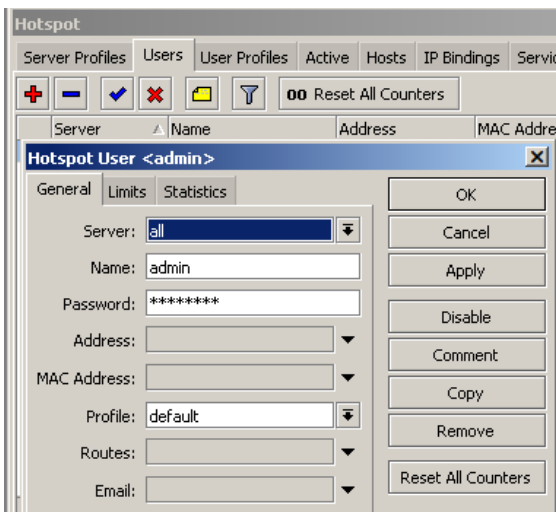 Hotspot
Server Profiles Users User Profiles Active Hosts IP Bindings
00 Reset All Counters
Server Name Address MAC Addre
Hotspot User <admin>
General Limits Statistics
OK
Server: all
Cancel
Name: admin
Apply
Password: ********
Disable
Address:
Comment
MAC Address:
Copy
Profile: default
Remove
Routes:
Reset All Counters
Email: